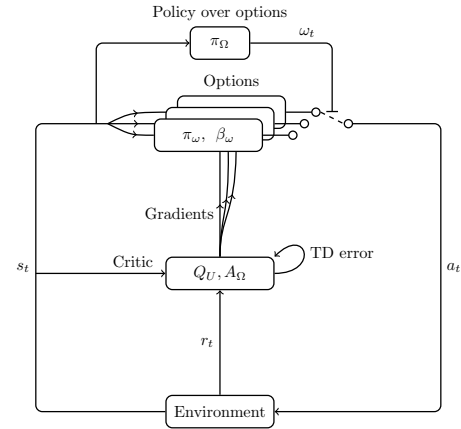 Policy over options
π_Ω
ω_t
Options
π_ω, β_ω
Gradients
Critic
TD error
s_t
Q_U, A_Ω
a_t
r_t
Environment